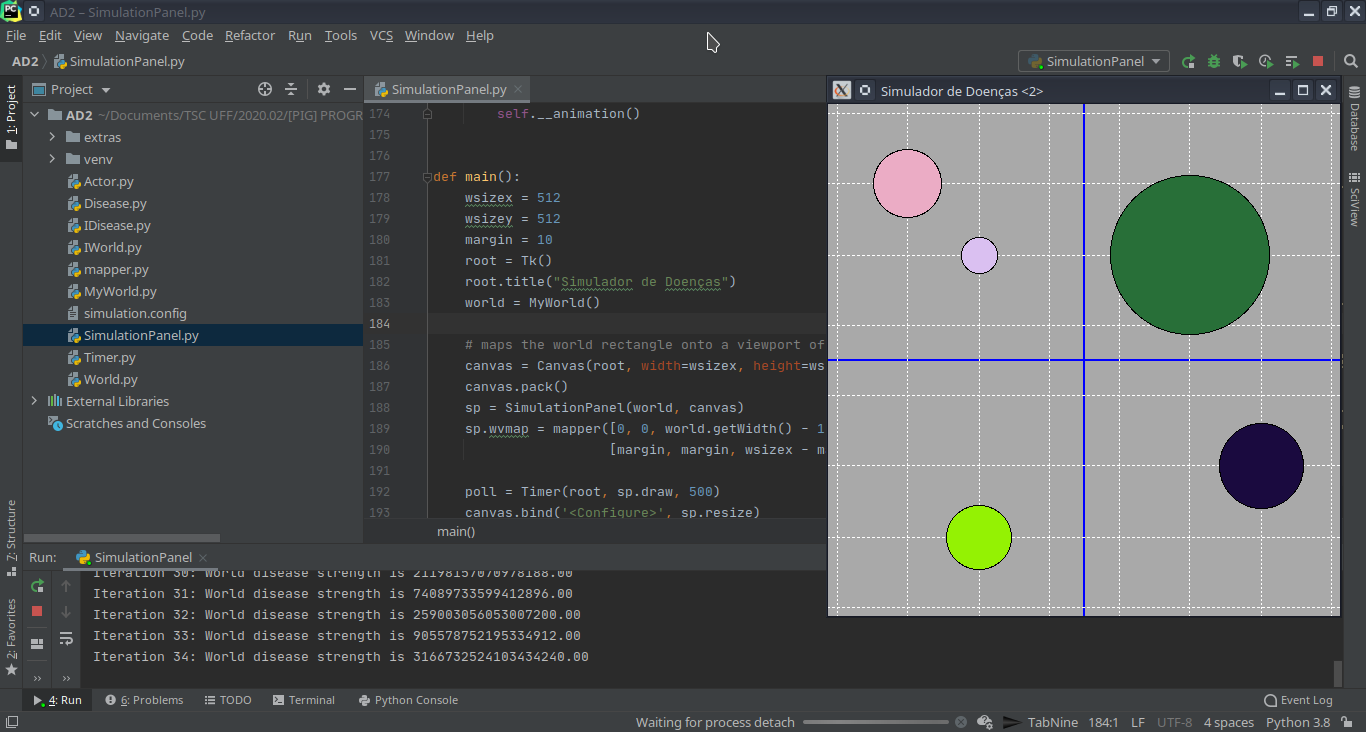 PC AD2 – SimulationPanel.py
File Edit View Navigate Code Refactor Run Tools VCS Window Help
AD2 SimulationPanel.py
SimulationPanel
1: Project
7: Structure
2: Favorites
Project
AD2 ~/Documents/TSC UFF/2020.02/[PIG] PROGR
extras
venv
Actor.py
Disease.py
IDisease.py
IWorld.py
mapper.py
MyWorld.py
simulation.config
SimulationPanel.py
Timer.py
World.py
External Libraries
Scratches and Consoles
SimulationPanel.py
174 self.__animation()
175
176
177 def main():
178 wsizex = 512
179 wsizey = 512
180 margin = 10
181 root = Tk()
182 root.title("Simulador de Doenças")
183 world = MyWorld()
184
185 # maps the world rectangle onto a viewport of
186 canvas = Canvas(root, width=wsizex, height=ws
187 canvas.pack()
188 sp = SimulationPanel(world, canvas)
189 sp.wvmap = mapper([0, 0, world.getWidth() - 1
190 [margin, margin, wsizex - m
191
192 poll = Timer(root, sp.draw, 500)
193 canvas.bind('<Configure>', sp.resize)
main()
Simulador de Doenças <2>
Database
SciView
Run: SimulationPanel
Iteration 30: World disease strength is 21198157070978188.00
Iteration 31: World disease strength is 74089733599412896.00
Iteration 32: World disease strength is 259003056053007200.00
Iteration 33: World disease strength is 905578752195334912.00
Iteration 34: World disease strength is 3166732524103434240.00
4: Run 6: Problems TODO Terminal Python Console Event Log
Waiting for process detach TabNine 184:1 LF UTF-8 4 spaces Python 3.8